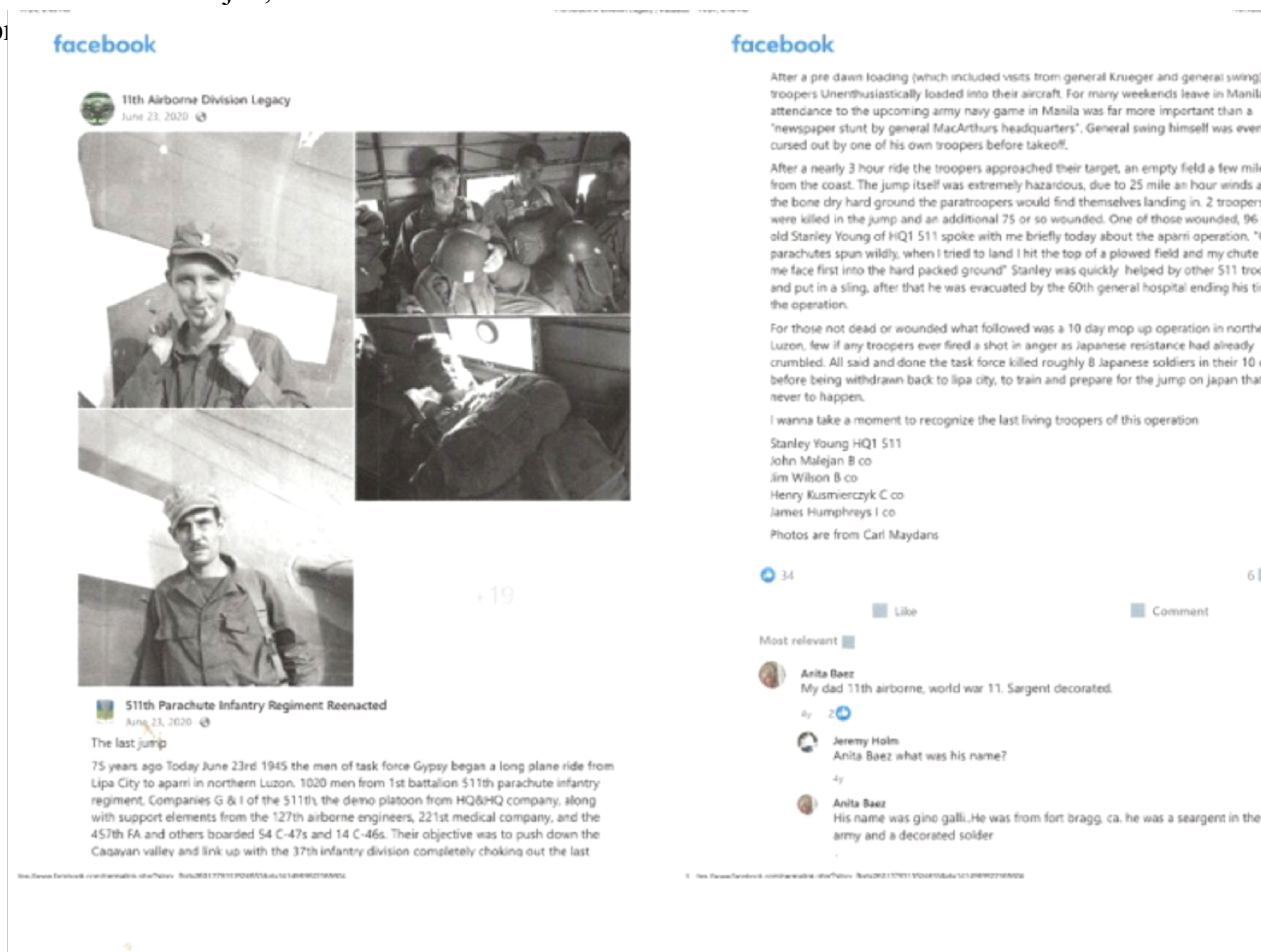 facebook
11th Airborne Division Legacy
June 23, 2020
+19
511th Parachute Infantry Regiment Reenacted
June 23, 2020
The last jump
75 years ago Today June 23rd 1945 the men of task force Gypsy began a long plane ride from
Lipa City to aparri in northern Luzon. 1020 men from 1st battalion 511th parachute infantry
regiment, Companies G & I of the 511th, the demo platoon from HQ&HQ company, along
with support elements from the 127th airborne engineers, 221st medical company, and the
457th FA and others boarded 54 C-47s and 14 C-46s. Their objective was to push down the
Cagayan valley and link up with the 37th infantry division completely choking out the last
facebook
After a pre dawn loading (which included visits from general Krueger and general swing)
troopers Unenthusiastically loaded into their aircraft. For many weekends leave in Manila
attendance to the upcoming army navy game in Manila was far more important than a
"newspaper stunt by general MacArthurs headquarters". General swing himself was even
cursed out by one of his own troopers before takeoff.
After a nearly 3 hour ride the troopers approached their target, an empty field a few
from the coast. The jump itself was extremely hazardous, due to 25 mile an hour winds
the bone dry hard ground the paratroopers would find themselves landing in. 2 troopers
were killed in the jump and an additional 75 or so wounded. One of those wounded, 96
old Stanley Young of HQ1 511 spoke with me briefly today about the aparri operation.
parachutes spun wildly, when I tried to land I hit the top of a plowed field and my chute
me face first into the hard packed ground" Stanley was quickly helped by other 511
and put in a sling, after that he was evacuated by the 60th general hospital ending his
the operation.
For those not dead or wounded what followed was a 10 day mop up operation in
Luzon, few if any troopers ever fired a shot in anger as Japanese resistance had already
crumbled. All said and done the task force killed roughly 8 Japanese soldiers in their 10
before being withdrawn back to lipa city, to train and prepare for the jump on japan
never to happen.
I wanna take a moment to recognize the last living troopers of this operation
Stanley Young HQ1 511
John Malejan B co
Jim Wilson B co
Henry Kusmierczyk C co
James Humphreys I co
Photos are from Carl Maydans
34
6
Like
Comment
Most relevant
Anita Baez
My dad 11th airborne, world war 11. Sargent decorated.
4y 2
Jeremy Holm
Anita Baez what was his name?
4y
Anita Baez
His name was gino galli..He was from fort bragg, ca. he was a seargent in the
army and a decorated solder